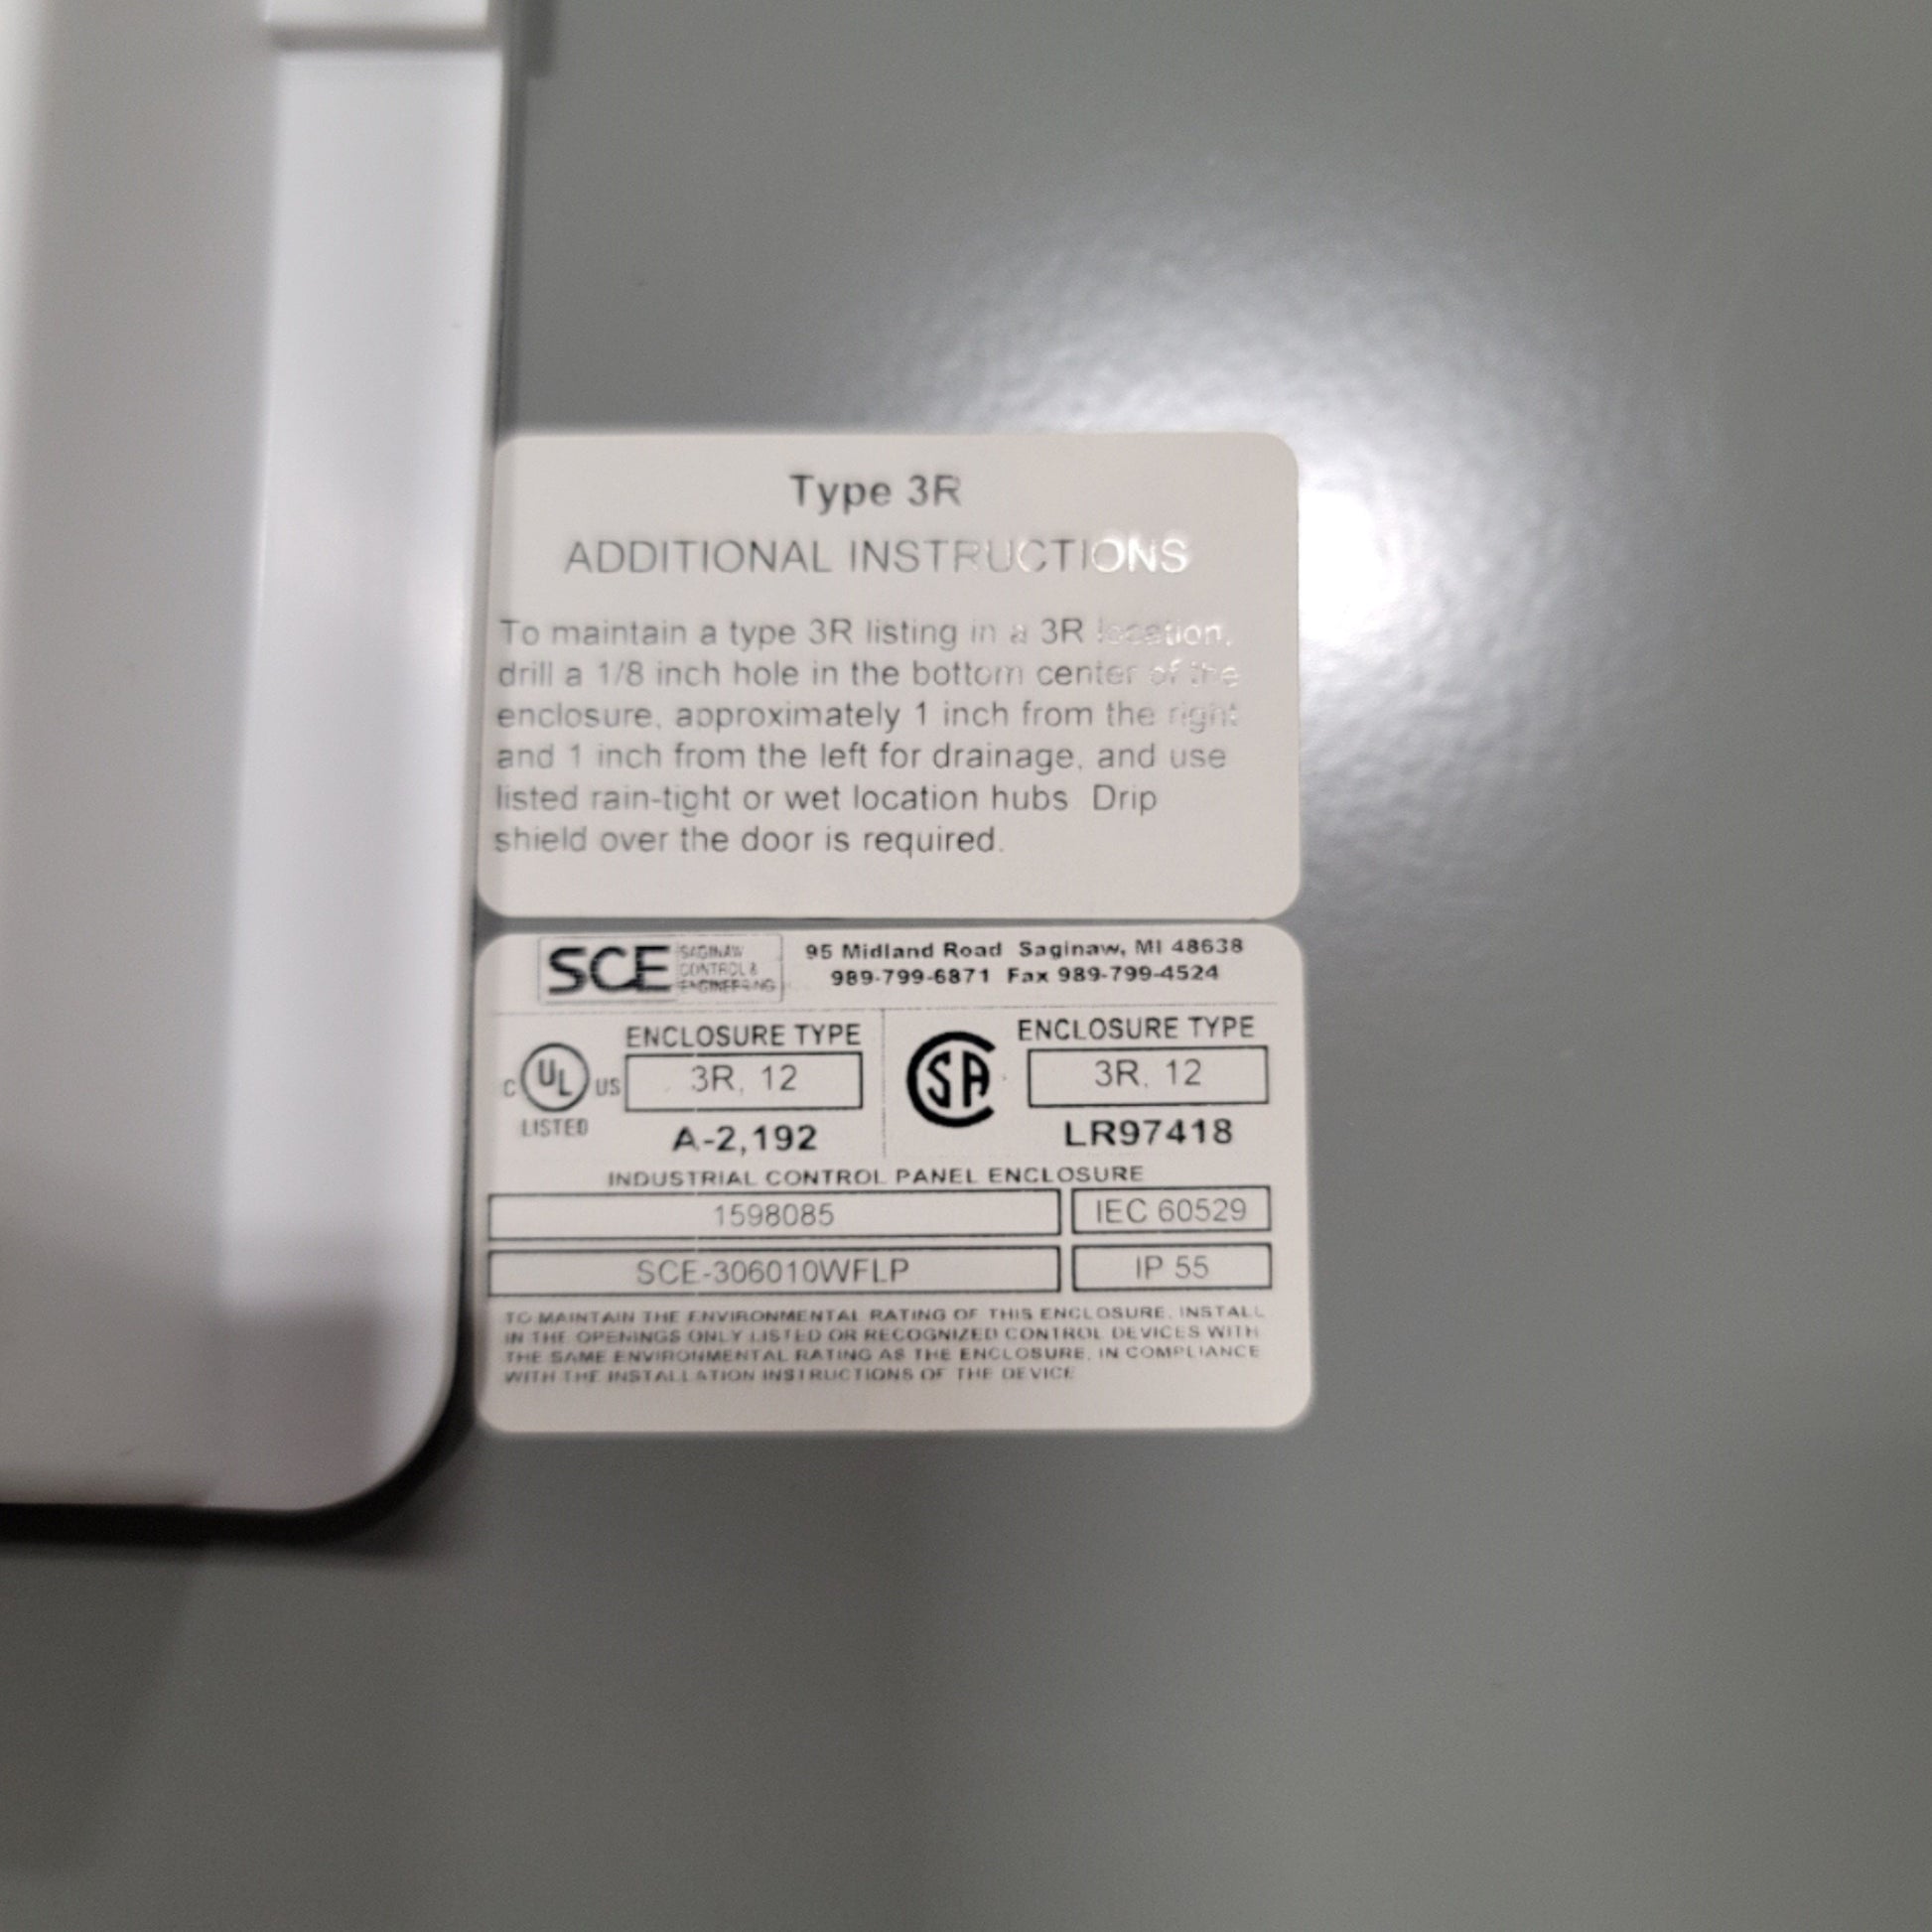 Type 3R
ADDITIONAL INSTRUCTIONS
To maintain a type 3R listing in a 3R location,
drill a 1/8 inch hole in the bottom center of the
enclosure, approximately 1 inch from the right
and 1 inch from the left for drainage, and use
listed rain-tight or wet location hubs Drip
shield over the door is required.
SCE SAGINAW CONTROL & ENGINEERING
95 Midland Road Saginaw, MI 48638
989-799-6871 Fax 989-799-4524
ENCLOSURE TYPE
C UL US
LISTED
3R, 12
A-2,192
SA
ENCLOSURE TYPE
3R, 12
LR97418
INDUSTRIAL CONTROL PANEL ENCLOSURE
1598085 IEC 60529
SCE-306010WFLP IP 55
TO MAINTAIN THE ENVIRONMENTAL RATING OF THIS ENCLOSURE, INSTALL
IN THE OPENINGS ONLY LISTED OR RECOGNIZED CONTROL DEVICES WITH
THE SAME ENVIRONMENTAL RATING AS THE ENCLOSURE, IN COMPLIANCE
WITH THE INSTALLATION INSTRUCTIONS OF THE DEVICE